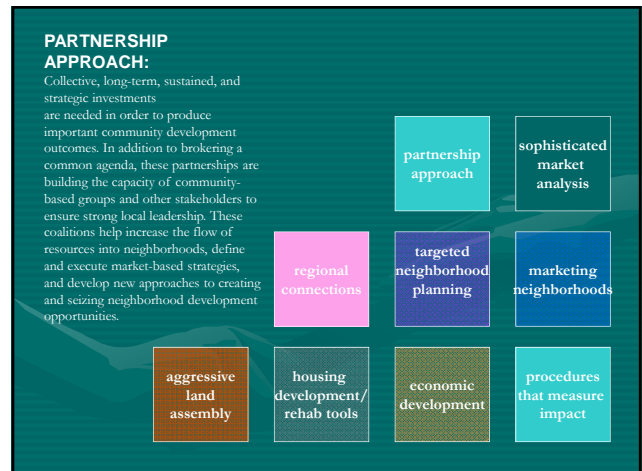 PARTNERSHIP
APPROACH:
Collective, long-term, sustained, and
strategic investments
are needed in order to produce
important community development
outcomes. In addition to brokering a
common agenda, these partnerships are
building the capacity of community-
based groups and other stakeholders to
ensure strong local leadership. These
coalitions help increase the flow of
resources into neighborhoods, define
and execute market-based strategies,
and develop new approaches to creating
and seizing neighborhood development
opportunities.
partnership
approach
sophisticated
market
analysis
regional
connections
targeted
neighborhood
planning
marketing
neighborhoods
aggressive
land
assembly
housing
development/
rehab tools
economic
development
procedures
that measure
impact